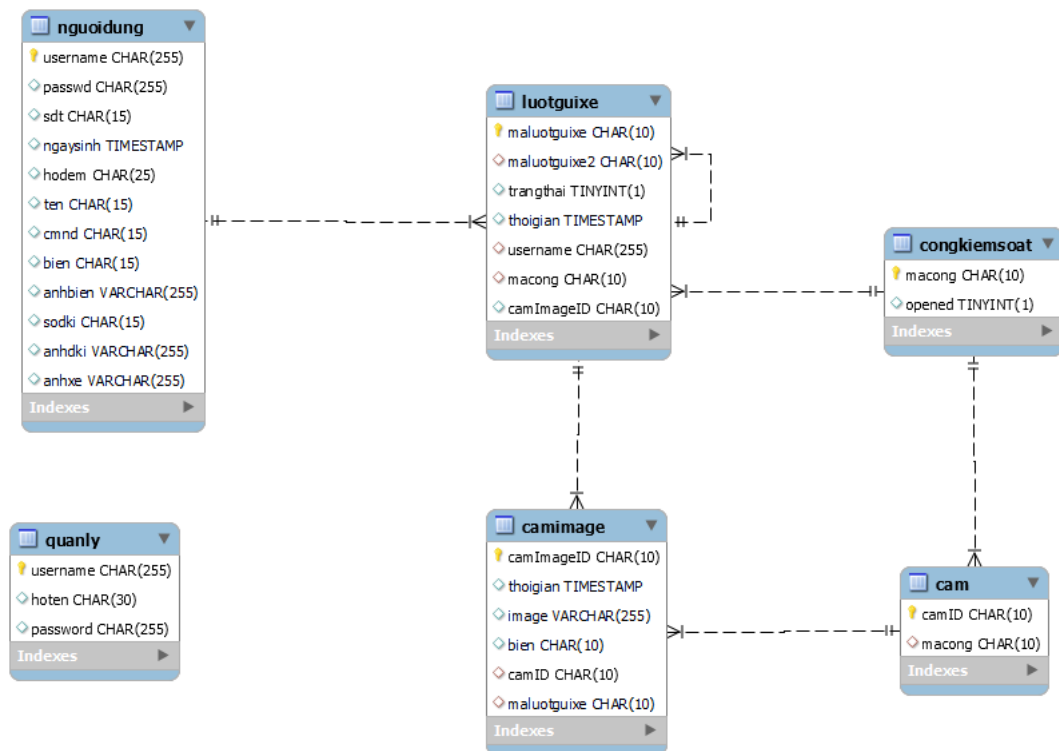 nguoidung
username CHAR(255)
passwd CHAR(255)
sdt CHAR(15)
ngaysinh TIMESTAMP
hodem CHAR(25)
ten CHAR(15)
cmnd CHAR(15)
bien CHAR(15)
anhbien VARCHAR(255)
sodki CHAR(15)
anhdki VARCHAR(255)
anhxe VARCHAR(255)
Indexes
luotguixe
maluotguixe CHAR(10)
maluotguixe2 CHAR(10)
trangthai TINYINT(1)
thoigian TIMESTAMP
username CHAR(255)
macong CHAR(10)
camImageID CHAR(10)
Indexes
congkiemsoat
macong CHAR(10)
opened TINYINT(1)
Indexes
quanly
username CHAR(255)
hoten CHAR(30)
password CHAR(255)
Indexes
camimage
camImageID CHAR(10)
thoigian TIMESTAMP
image VARCHAR(255)
bien CHAR(10)
camID CHAR(10)
maluotguixe CHAR(10)
Indexes
cam
camID CHAR(10)
macong CHAR(10)
Indexes